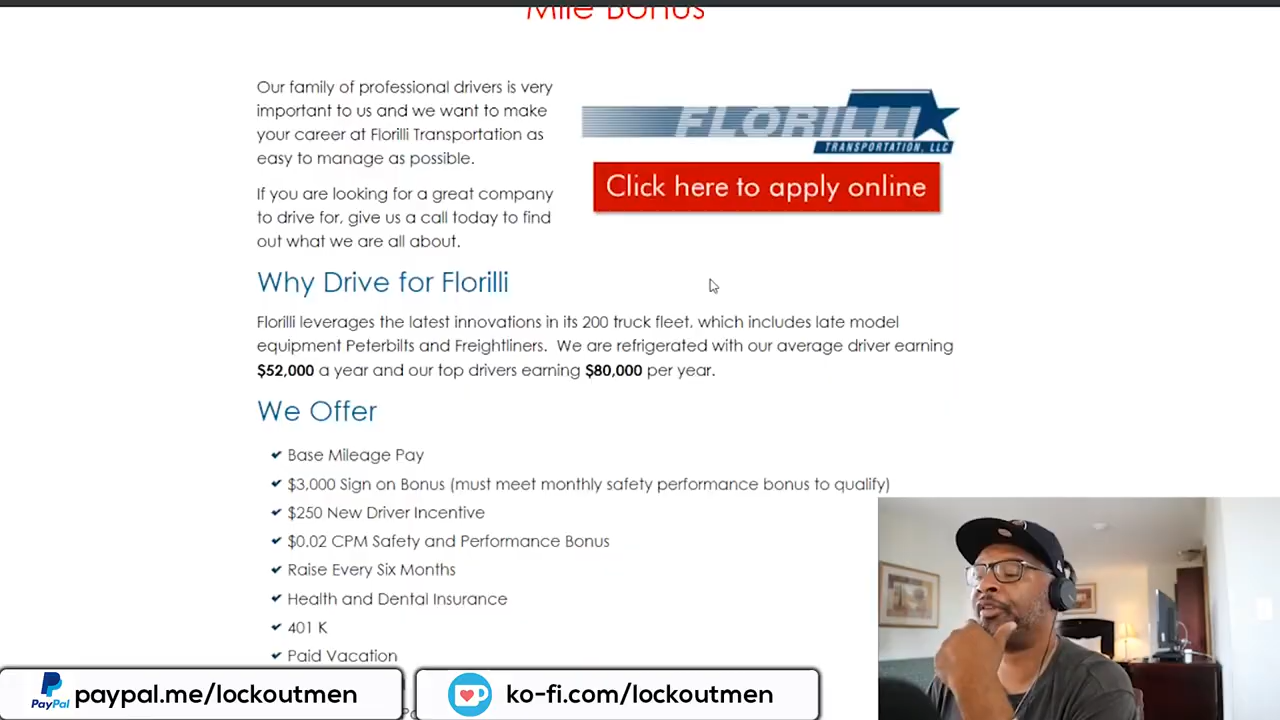 Mile Bonus
Our family of professional drivers is very
important to us and we want to make
your career at Florilli Transportation as
easy to manage as possible.
If you are looking for a great company
to drive for, give us a call today to find
out what we are all about.
FLORILLI
TRANSPORTATION, LLC
Click here to apply online
Why Drive for Florilli
Florilli leverages the latest innovations in its 200 truck fleet, which includes late model
equipment Peterbilts and Freightliners. We are refrigerated with our average driver earning
$52,000 a year and our top drivers earning $80,000 per year.
We Offer
Base Mileage Pay
$3,000 Sign on Bonus (must meet monthly safety performance bonus to qualify)
$250 New Driver Incentive
$0.02 CPM Safety and Performance Bonus
Raise Every Six Months
Health and Dental Insurance
401 K
Paid Vacation
PayPal
paypal.me/lockoutmen
ko-fi.com/lockoutmen